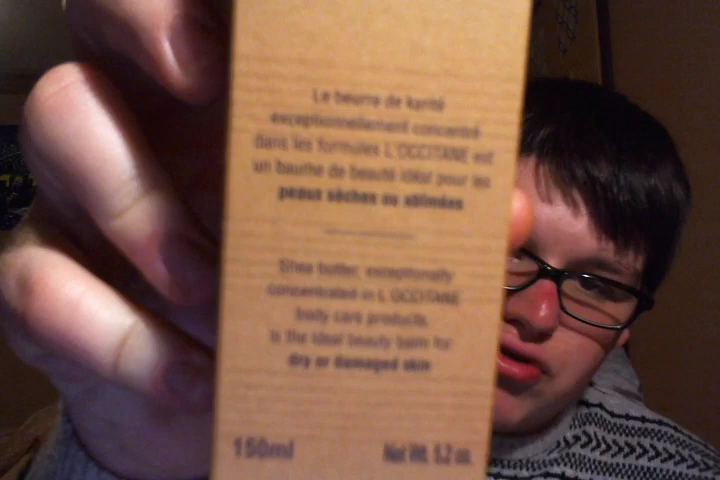 Le beurre de karité
exceptionnellement concentré
dans les formules L'OCCITANE est
un baume de beauté idéal pour les
peaux sèches ou abîmées
Shea butter, exceptionally
concentrated in L'OCCITANE
body care products,
is the ideal beauty balm for
dry or damaged skin
150ml
Net Wt. 5.2 oz.